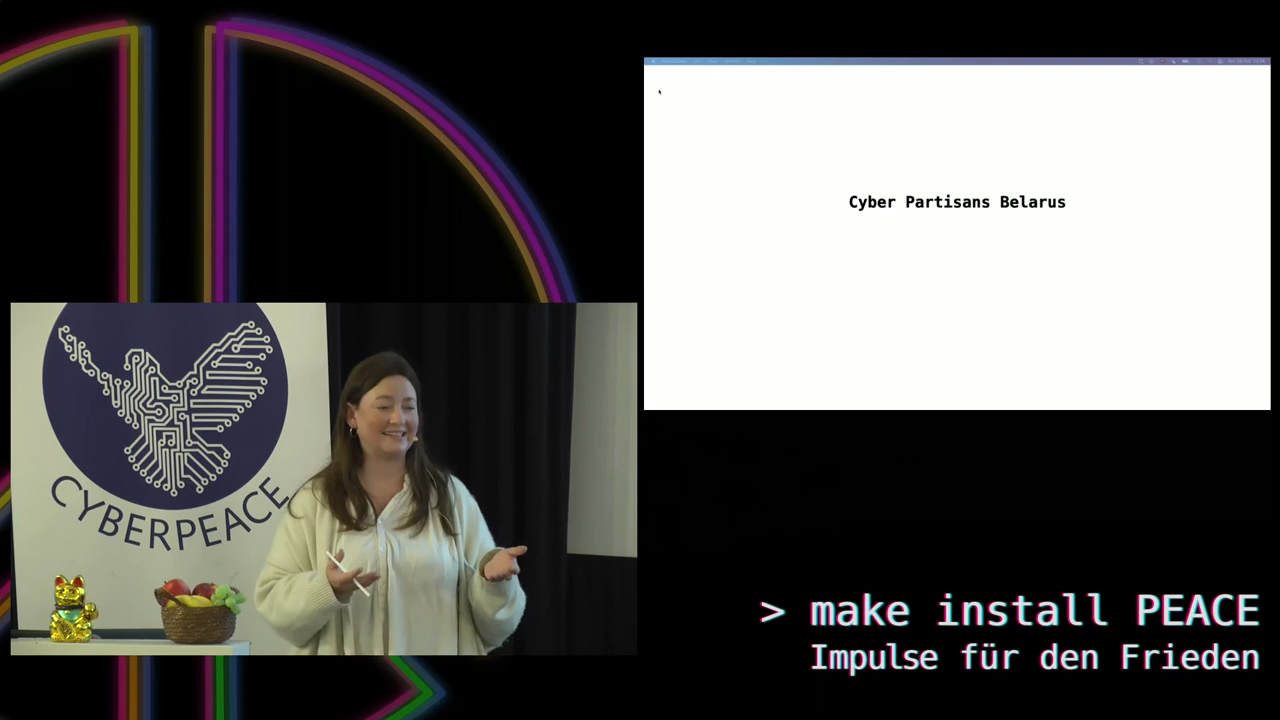 Cyber Partisans Belarus
CYBERPEACE
> make install PEACE
Impulse für den Frieden